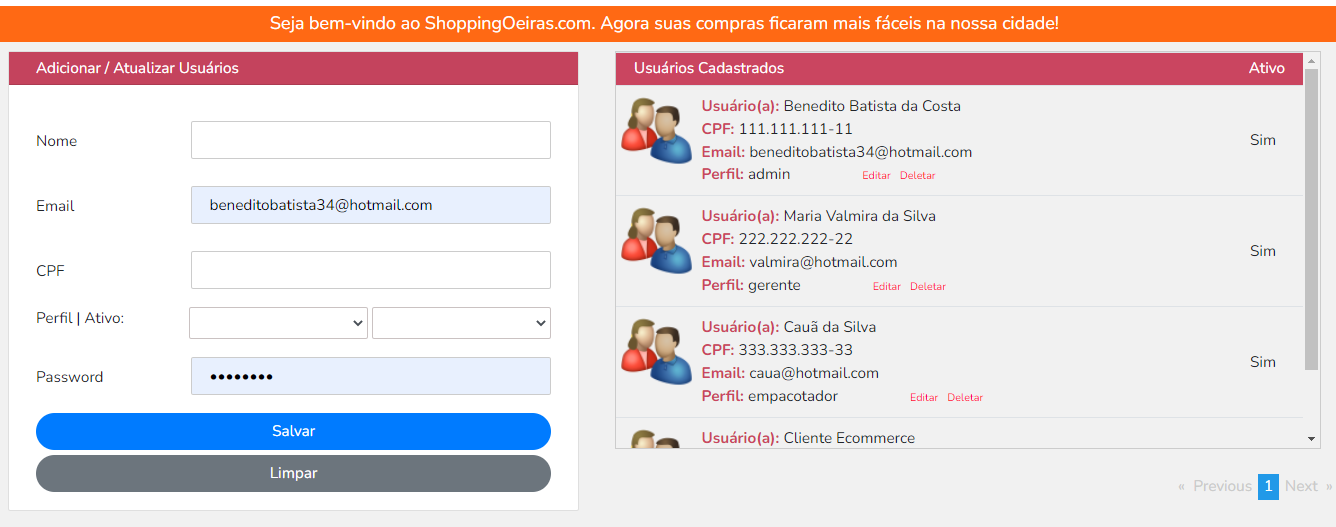 Seja bem-vindo ao ShoppingOeiras.com. Agora suas compras ficaram mais fáceis na nossa cidade!
Adicionar / Atualizar Usuários
Nome
Email
beneditobatista34@hotmail.com
CPF
Perfil | Ativo:
Password
••••••••
Salvar
Limpar
Usuários Cadastrados Ativo
Usuário(a): Benedito Batista da Costa
CPF: 111.111.111-11
Email: beneditobatista34@hotmail.com
Perfil: admin Editar Deletar
Sim
Usuário(a): Maria Valmira da Silva
CPF: 222.222.222-22
Email: valmira@hotmail.com
Perfil: gerente Editar Deletar
Sim
Usuário(a): Cauã da Silva
CPF: 333.333.333-33
Email: caua@hotmail.com
Perfil: empacotador Editar Deletar
Sim
Usuário(a): Cliente Ecommerce
« Previous 1 Next »